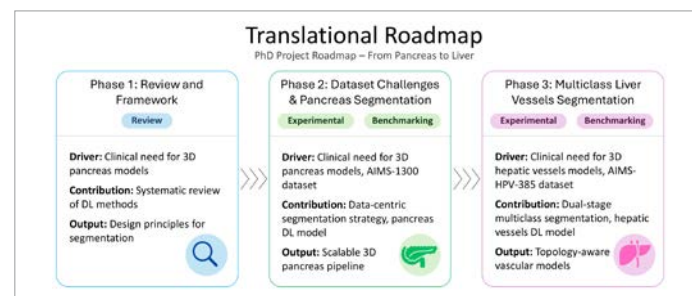 Translational Roadmap
PhD Project Roadmap – From Pancreas to Liver
Phase 1: Review and
Framework
Review
Driver: Clinical need for 3D
pancreas models
Contribution: Systematic review
of DL methods
Output: Design principles for
segmentation
Phase 2: Dataset Challenges
& Pancreas Segmentation
Experimental
Benchmarking
Driver: Clinical need for 3D
pancreas models, AIMS-1300
dataset
Contribution: Data-centric
segmentation strategy, pancreas
DL model
Output: Scalable 3D
pancreas pipeline
Phase 3: Multiclass Liver
Vessels Segmentation
Experimental
Benchmarking
Driver: Clinical need for 3D
hepatic vessels models, AIMS-
HPV-385 dataset
Contribution: Dual-stage
multiclass segmentation, hepatic
vessels DL model
Output: Topology-aware
vascular models